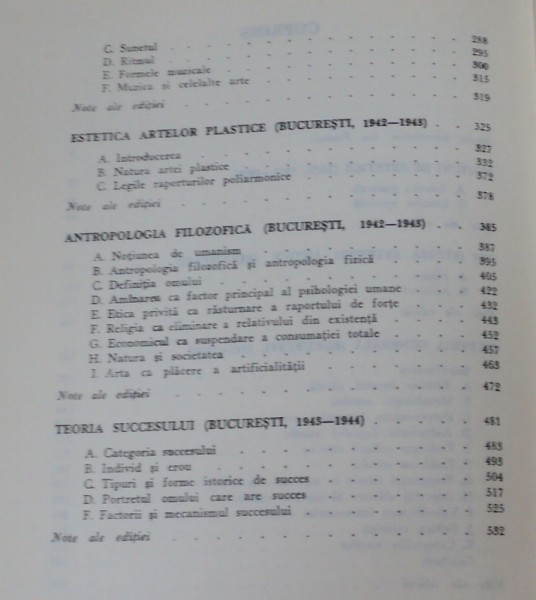 C. Sunetul . . . . . . . . . . . . 288
D. Ritmul . . . . . . . . . . . . 295
E. Formele muzicale . . . . . . . . . . 300
F. Muzica și celelalte arte . . . . . . . . . 315
Note ale ediției . . . . . . . . . . . . 319
ESTETICA ARTELOR PLASTICE (BUCUREȘTI, 1942—1943) . . 325
A. Introducerea . . . . . . . . . . . 327
B. Natura artei plastice . . . . . . . . . . 332
C. Legile raporturilor poliarmonice . . . . . . . 372
Note ale ediției . . . . . . . . . . . . 378
ANTROPOLOGIA FILOZOFICĂ (BUCUREȘTI, 1942—1943) . . 385
A. Noțiunea de umanism . . . . . . . . . 387
B. Antropologia filozofică și antropologia fizică . . . . 395
C. Definiția omului . . . . . . . . . . . 405
D. Amînarea ca factor principal al psihologiei umane . . . 422
E. Etica privită ca răsturnare a raportului de forțe . . . 432
F. Religia ca eliminare a relativului din existență . . . . 443
G. Economicul ca suspendare a consumației totale . . . . 452
H. Natura și societatea . . . . . . . . . . 457
I. Arta ca plăcere a artificialității . . . . . . . 463
Note ale ediției . . . . . . . . . . . . 472
TEORIA SUCCESULUI (BUCUREȘTI, 1943—1944) . . . . . 481
A. Categoria succesului . . . . . . . . . . 483
B. Individ și erou . . . . . . . . . . . 493
C. Tipuri și forme istorice de succes . . . . . . . 504
D. Portretul omului care are succes . . . . . . . 517
F. Factorii și mecanismul succesului . . . . . . . 525
Note ale ediției . . . . . . . . . . . . 532